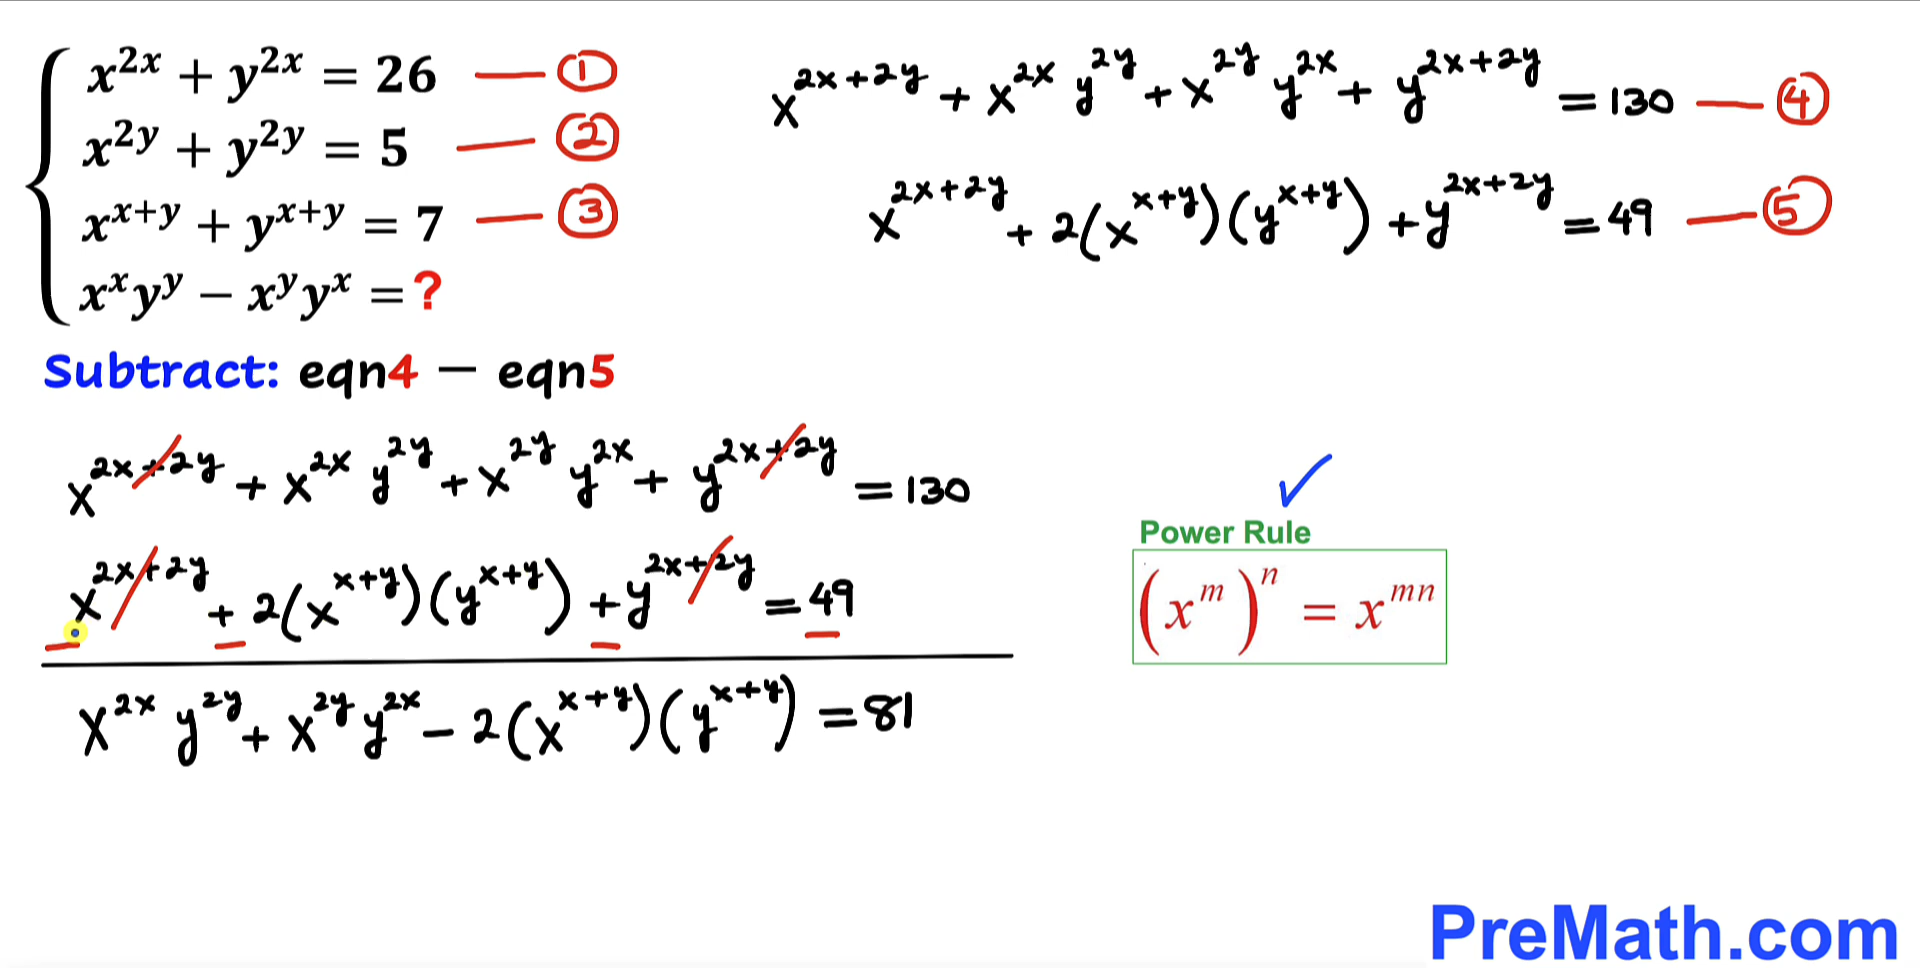 x^{2x} + y^{2x} = 26 — ①
x^{2y} + y^{2y} = 5 — ②
x^{x+y} + y^{x+y} = 7 — ③
x^x y^y − x^y y^x = ?
x^{2x+2y} + x^{2x} y^{2y} + x^{2y} y^{2x} + y^{2x+2y} = 130 — ④
x^{2x+2y} + 2(x^{x+y})(y^{x+y}) + y^{2x+2y} = 49 — ⑤
Subtract: eqn4 − eqn5
x^{2x+2y} + x^{2x} y^{2y} + x^{2y} y^{2x} + y^{2x+2y} = 130
x^{2x+2y} + 2(x^{x+y})(y^{x+y}) + y^{2x+2y} = 49
− − − −
x^{2x} y^{2y} + x^{2y} y^{2x} − 2(x^{x+y})(y^{x+y}) = 81
Power Rule
(x^m)^n = x^{mn}
PreMath.com